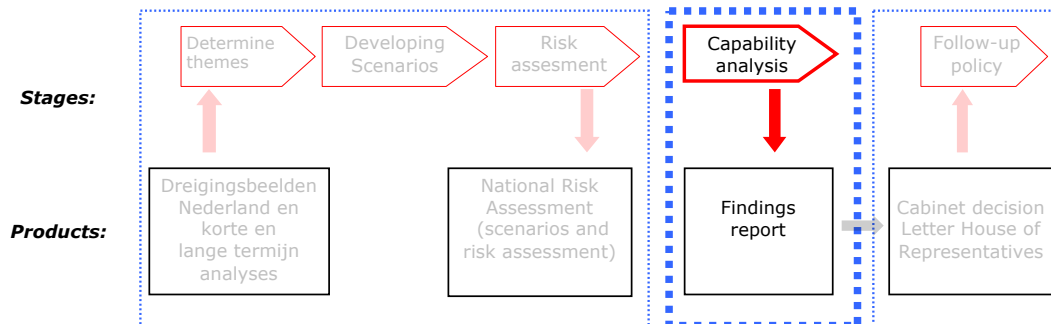 Stages:
Determine
themes
Developing
Scenarios
Risk
assesment
Capability
analysis
Follow-up
policy
Products:
Dreigingsbeelden
Nederland en
korte en
lange termijn
analyses
National Risk
Assessment
(scenarios and
risk assessment)
Findings
report
Cabinet decision
Letter House of
Representatives